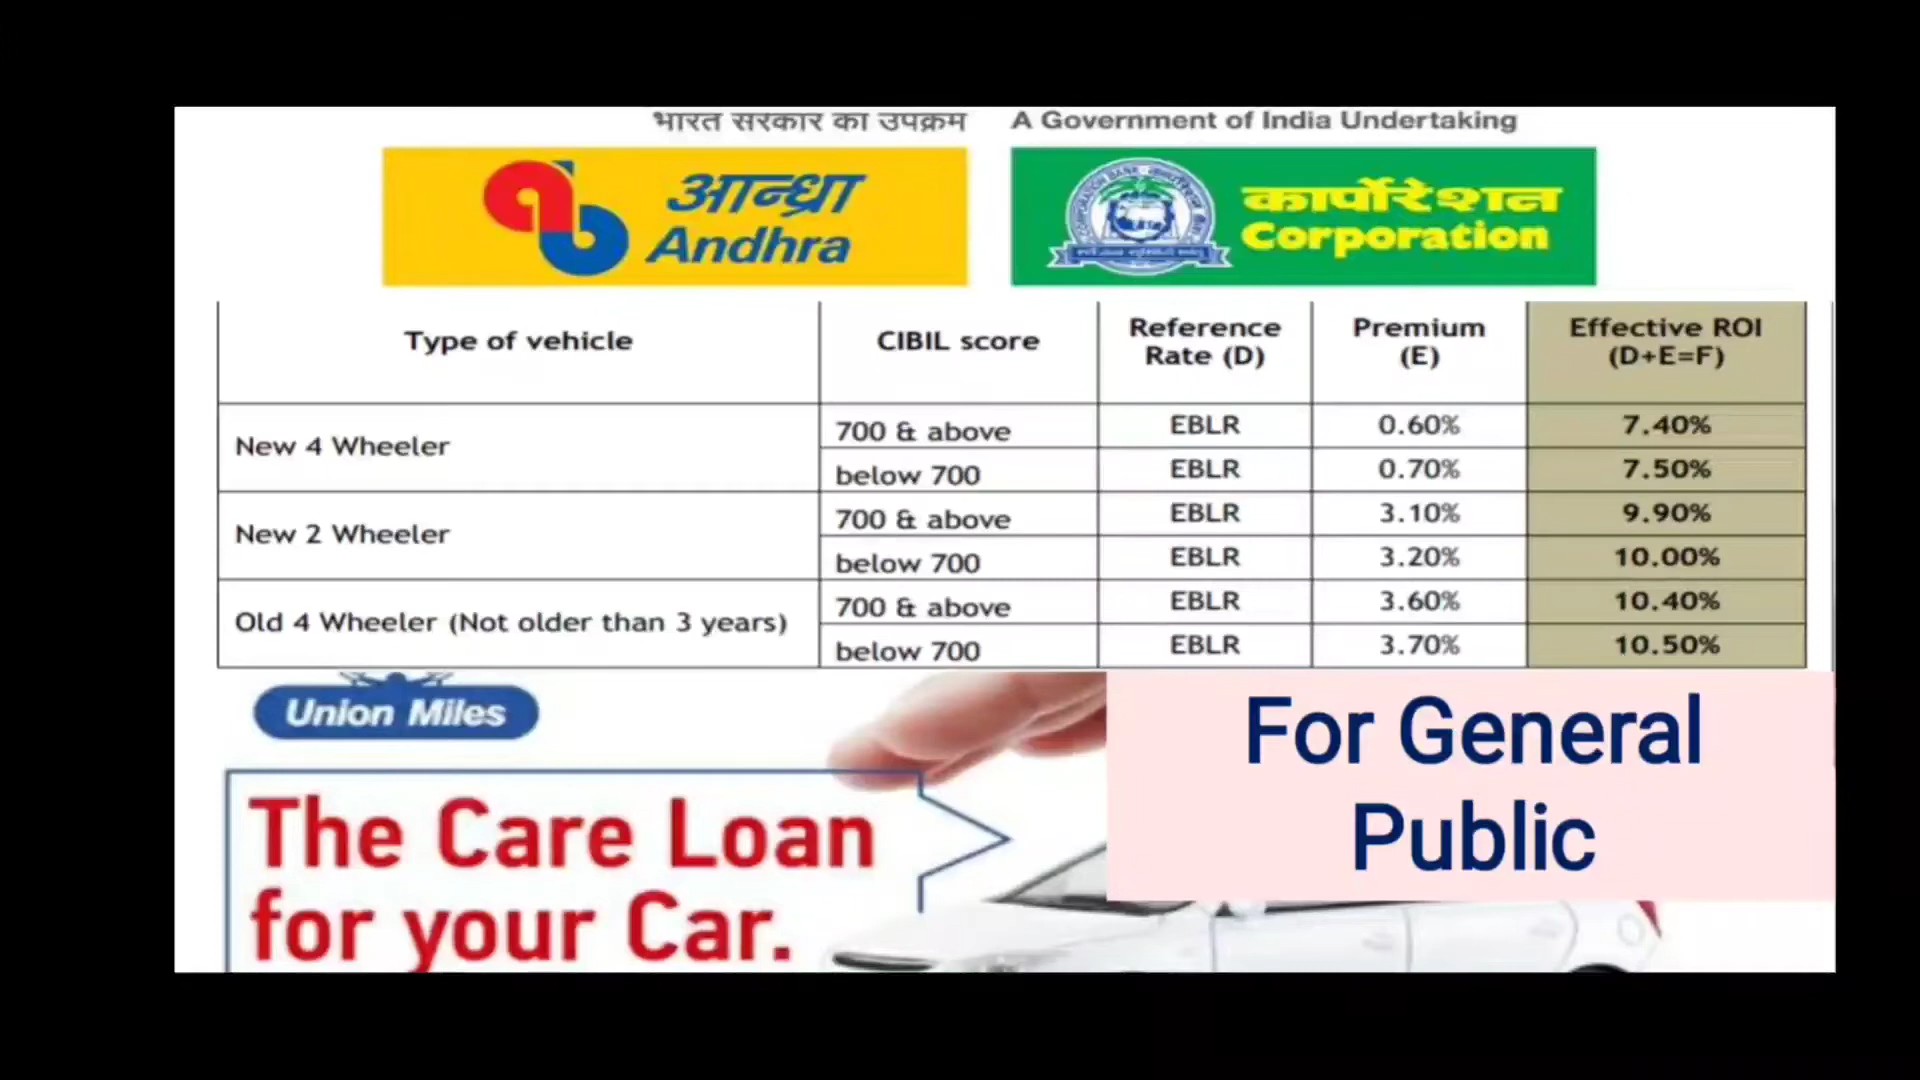 भारत सरकार का उपक्रम A Government of India Undertaking
आन्ध्रा
Andhra
CORPORATION BANK
कार्पोरेशन
Corporation
Type of vehicle CIBIL score Reference Rate (D) Premium (E) Effective ROI (D+E=F)
New 4 Wheeler 700 & above EBLR 0.60% 7.40%
below 700 EBLR 0.70% 7.50%
New 2 Wheeler 700 & above EBLR 3.10% 9.90%
below 700 EBLR 3.20% 10.00%
Old 4 Wheeler (Not older than 3 years) 700 & above EBLR 3.60% 10.40%
below 700 EBLR 3.70% 10.50%
Union Miles
The Care Loan
for your Car.
For General
Public